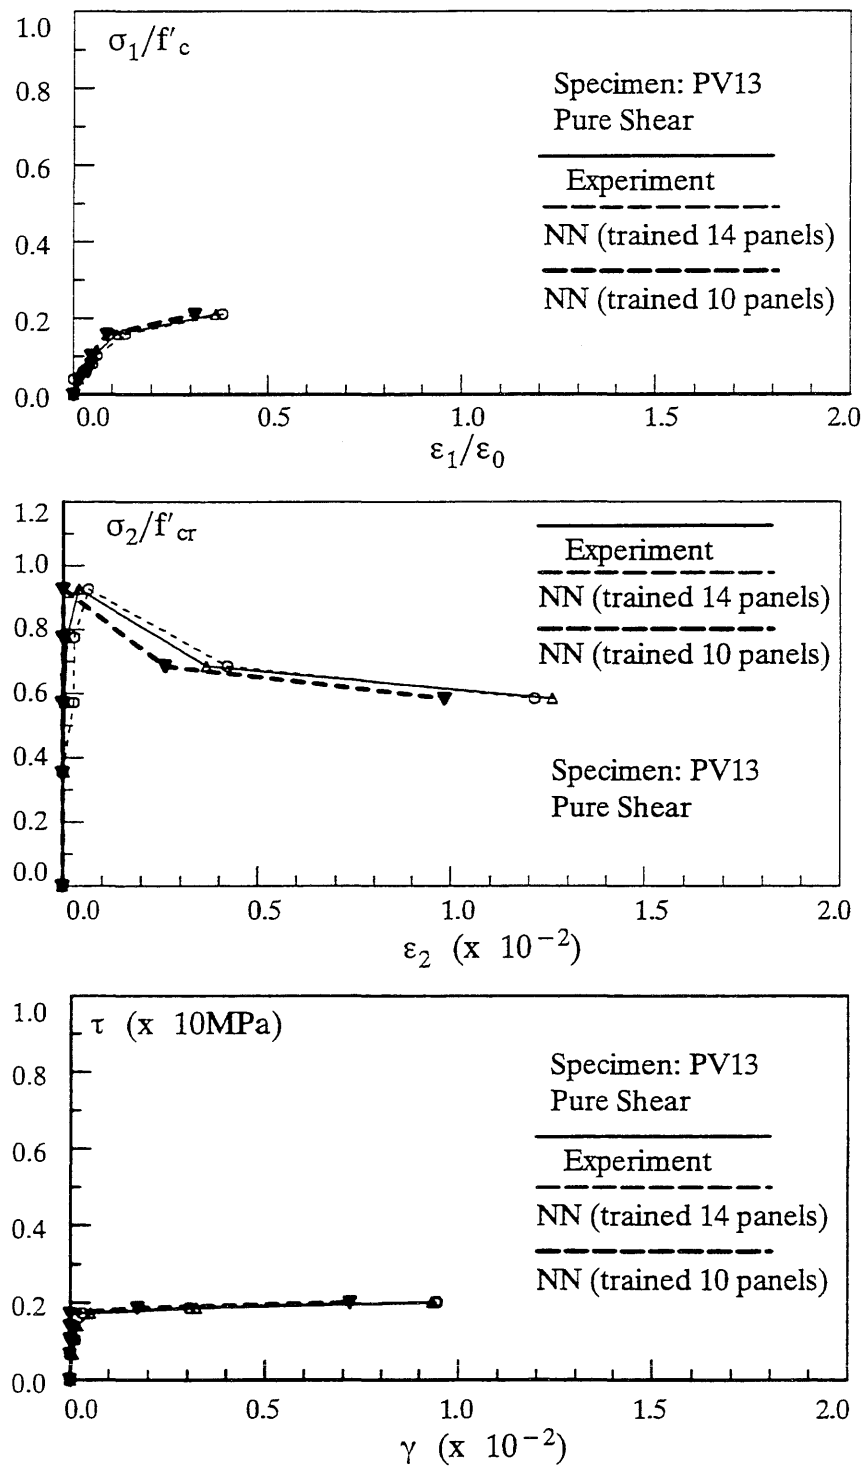 1.0
σ₁/f′c
0.8
0.6
0.4
0.2
0.0
Specimen: PV13
Pure Shear
Experiment
NN (trained 14 panels)
NN (trained 10 panels)
0.0 0.5 1.0 1.5 2.0
ε₁/ε₀
1.2
σ₂/f′cr
1.0
0.8
0.6
0.4
0.2
0.0
Experiment
NN (trained 14 panels)
NN (trained 10 panels)
Specimen: PV13
Pure Shear
0.0 0.5 1.0 1.5 2.0
ε₂ (x 10⁻²)
1.0
τ (x 10MPa)
0.8
0.6
0.4
0.2
0.0
Specimen: PV13
Pure Shear
Experiment
NN (trained 14 panels)
NN (trained 10 panels)
0.0 0.5 1.0 1.5 2.0
γ (x 10⁻²)